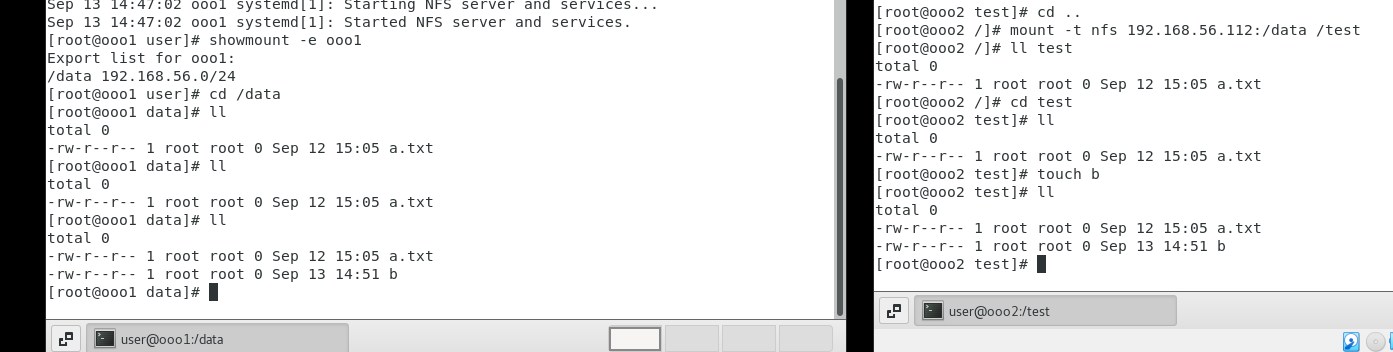 Sep 13 14:47:02 ooo1 systemd[1]: Starting NFS server and services...
Sep 13 14:47:02 ooo1 systemd[1]: Started NFS server and services.
[root@ooo1 user]# showmount -e ooo1
Export list for ooo1:
/data 192.168.56.0/24
[root@ooo1 user]# cd /data
[root@ooo1 data]# ll
total 0
-rw-r--r-- 1 root root 0 Sep 12 15:05 a.txt
[root@ooo1 data]# ll
total 0
-rw-r--r-- 1 root root 0 Sep 12 15:05 a.txt
[root@ooo1 data]# ll
total 0
-rw-r--r-- 1 root root 0 Sep 12 15:05 a.txt
-rw-r--r-- 1 root root 0 Sep 13 14:51 b
[root@ooo1 data]#
user@ooo1:/data
[root@ooo2 test]# cd ..
[root@ooo2 /]# mount -t nfs 192.168.56.112:/data /test
[root@ooo2 /]# ll test
total 0
-rw-r--r-- 1 root root 0 Sep 12 15:05 a.txt
[root@ooo2 /]# cd test
[root@ooo2 test]# ll
total 0
-rw-r--r-- 1 root root 0 Sep 12 15:05 a.txt
[root@ooo2 test]# touch b
[root@ooo2 test]# ll
total 0
-rw-r--r-- 1 root root 0 Sep 12 15:05 a.txt
-rw-r--r-- 1 root root 0 Sep 13 14:51 b
[root@ooo2 test]#
user@ooo2:/test